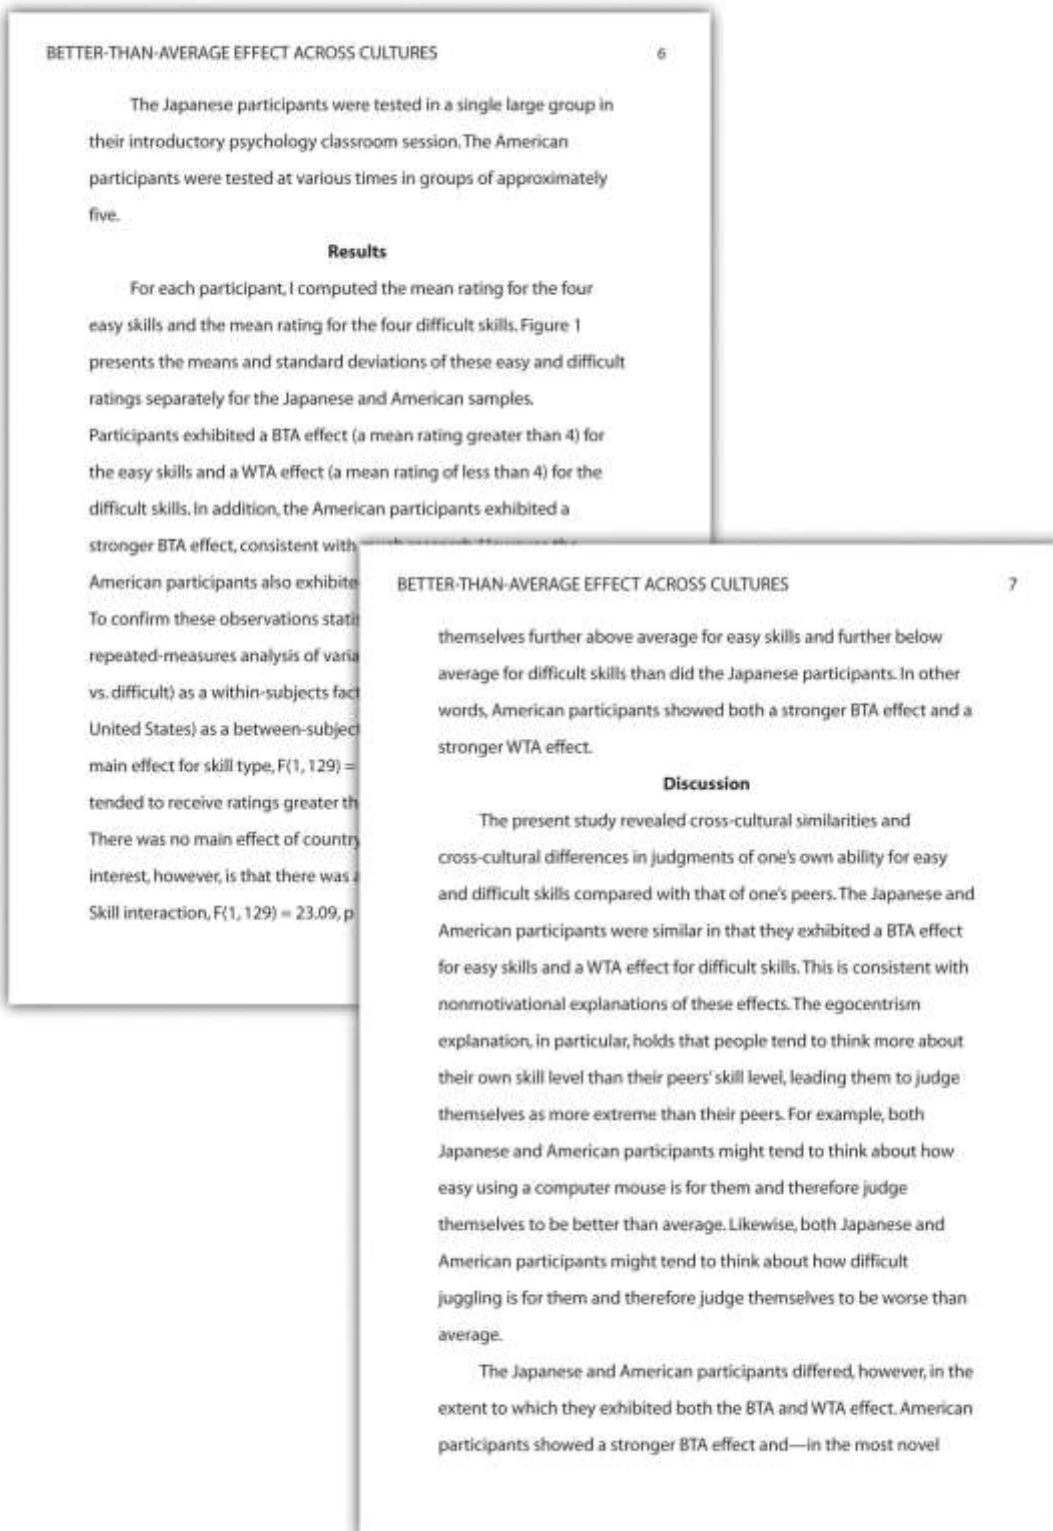 BETTER-THAN-AVERAGE EFFECT ACROSS CULTURES 6
The Japanese participants were tested in a single large group in
their introductory psychology classroom session. The American
participants were tested at various times in groups of approximately
five.
Results
For each participant, I computed the mean rating for the four
easy skills and the mean rating for the four difficult skills. Figure 1
presents the means and standard deviations of these easy and difficult
ratings separately for the Japanese and American samples.
Participants exhibited a BTA effect (a mean rating greater than 4) for
the easy skills and a WTA effect (a mean rating of less than 4) for the
difficult skills. In addition, the American participants exhibited a
stronger BTA effect, consistent with
American participants also exhibite
To confirm these observations stati
repeated-measures analysis of varia
vs. difficult) as a within-subjects fact
United States) as a between-subject
main effect for skill type, F(1, 129) =
tended to receive ratings greater th
There was no main effect of country
interest, however, is that there was
Skill interaction, F(1, 129) = 23.09, p
BETTER-THAN-AVERAGE EFFECT ACROSS CULTURES 7
themselves further above average for easy skills and further below
average for difficult skills than did the Japanese participants. In other
words, American participants showed both a stronger BTA effect and a
stronger WTA effect.
Discussion
The present study revealed cross-cultural similarities and
cross-cultural differences in judgments of one's own ability for easy
and difficult skills compared with that of one's peers. The Japanese and
American participants were similar in that they exhibited a BTA effect
for easy skills and a WTA effect for difficult skills. This is consistent with
nonmotivational explanations of these effects. The egocentrism
explanation, in particular, holds that people tend to think more about
their own skill level than their peers' skill level, leading them to judge
themselves as more extreme than their peers. For example, both
Japanese and American participants might tend to think about how
easy using a computer mouse is for them and therefore judge
themselves to be better than average. Likewise, both Japanese and
American participants might tend to think about how difficult
juggling is for them and therefore judge themselves to be worse than
average.
The Japanese and American participants differed, however, in the
extent to which they exhibited both the BTA and WTA effect. American
participants showed a stronger BTA effect and—in the most novel